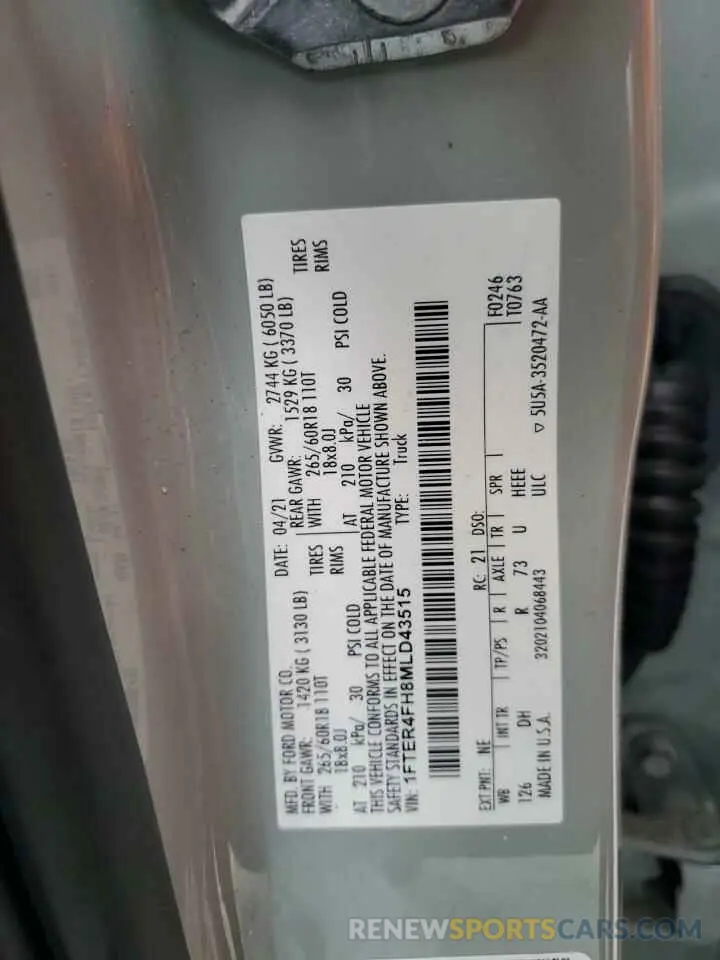 MFD. BY FORD MOTOR CO.
DATE: 04/21 GVWR: 2744 KG ( 6050 LB)
FRONT GAWR: 1420 KG ( 3130 LB) REAR GAWR: 1529 KG ( 3370 LB)
WITH 265/60R18 110T TIRES WITH 265/60R18 110T TIRES
18x8.0J RIMS 18x8.0J RIMS
AT 210 kPa/ 30 PSI COLD AT 210 kPa/ 30 PSI COLD
THIS VEHICLE CONFORMS TO ALL APPLICABLE FEDERAL MOTOR VEHICLE
SAFETY STANDARDS IN EFFECT ON THE DATE OF MANUFACTURE SHOWN ABOVE.
VIN: 1FTER4FH8MLD43515 TYPE: Truck
F0246
T0763
EXT PNT: NE RC: 21 DSO:
WB INT TR TP/PS R AXLE TR SPR
126 DH R 73 U HEEE
MADE IN U.S.A. 3202104068443 ULC ▽ 5U5A-3520472-AA
RENEWSPORTSCARS.COM